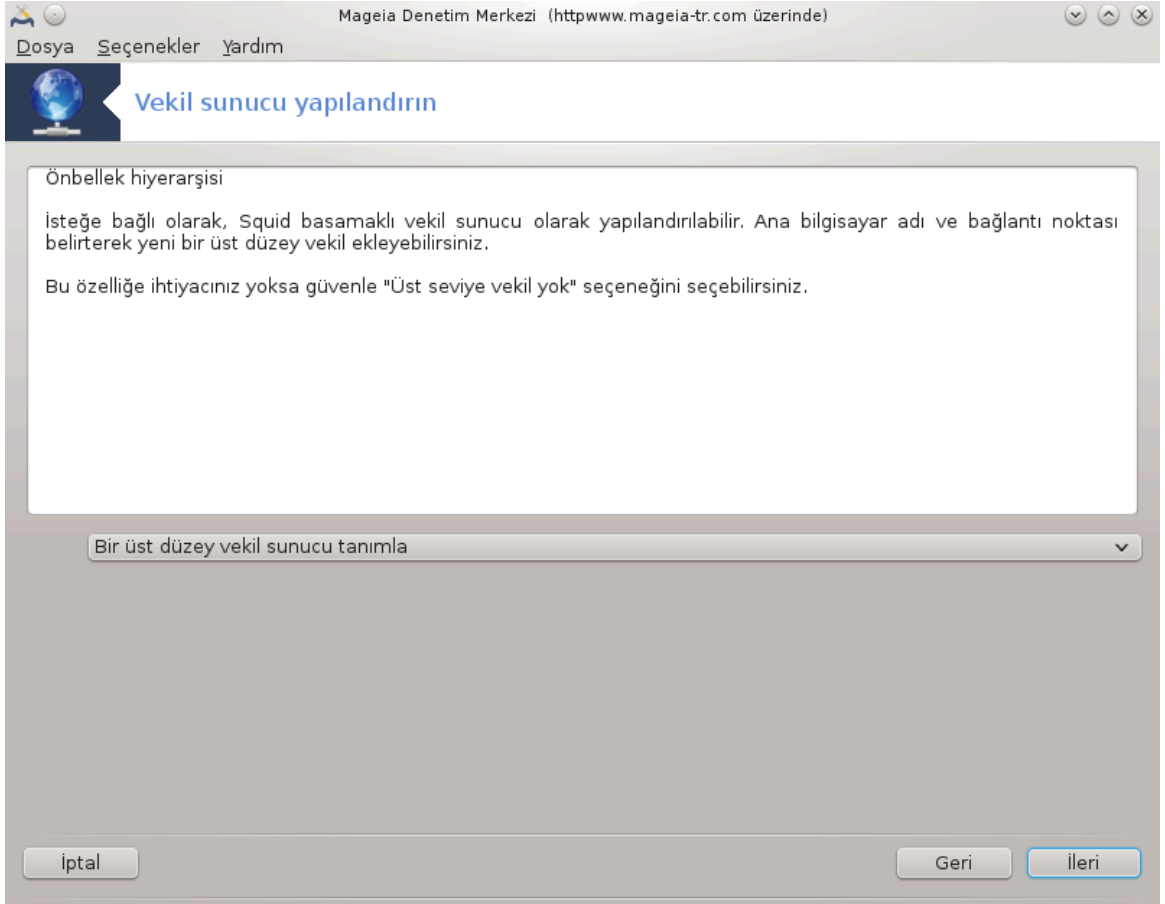 Mageia Denetim Merkezi (httpwww.mageia-tr.com üzerinde)
Dosya Seçenekler Yardım
Vekil sunucu yapılandırın
Önbellek hiyerarşisi
İsteğe bağlı olarak, Squid basamaklı vekil sunucu olarak yapılandırılabilir. Ana bilgisayar adı ve bağlantı noktası
belirterek yeni bir üst düzey vekil ekleyebilirsiniz.
Bu özelliğe ihtiyacınız yoksa güvenle "Üst seviye vekil yok" seçeneğini seçebilirsiniz.
Bir üst düzey vekil sunucu tanımla
İptal Geri İleri